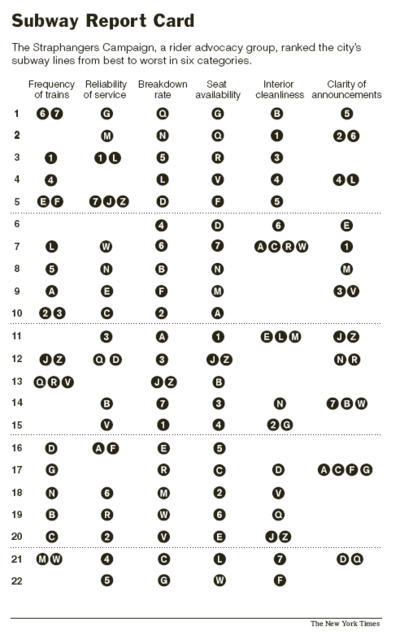 Subway Report Card
The Straphangers Campaign, a rider advocacy group, ranked the city's
subway lines from best to worst in six categories.
Frequency Reliability Breakdown Seat Interior Clarity of
of trains of service rate availability cleanliness announcements
1 6 7 G Q G B 5
2 M N Q 1 2 6
3 1 1 L 5 R 3
4 4 L V 4 4 L
5 E F 7 J Z D F 5
6 4 D 6 E
7 L W 6 7 A C R W 1
8 5 N B N M
9 A E F M 3 V
10 2 3 C 2 A
11 3 A 1 E L M J Z
12 J Z Q D 3 J Z N R
13 Q R V J Z B
14 B 7 3 N 7 B W
15 V 1 4 2 G
16 D A F E 5
17 G R C D A C F G
18 N 6 M 2 V
19 B R W 6 Q
20 C 2 V E J Z
21 M W 4 C L 7 D Q
22 5 G W F
The New York Times